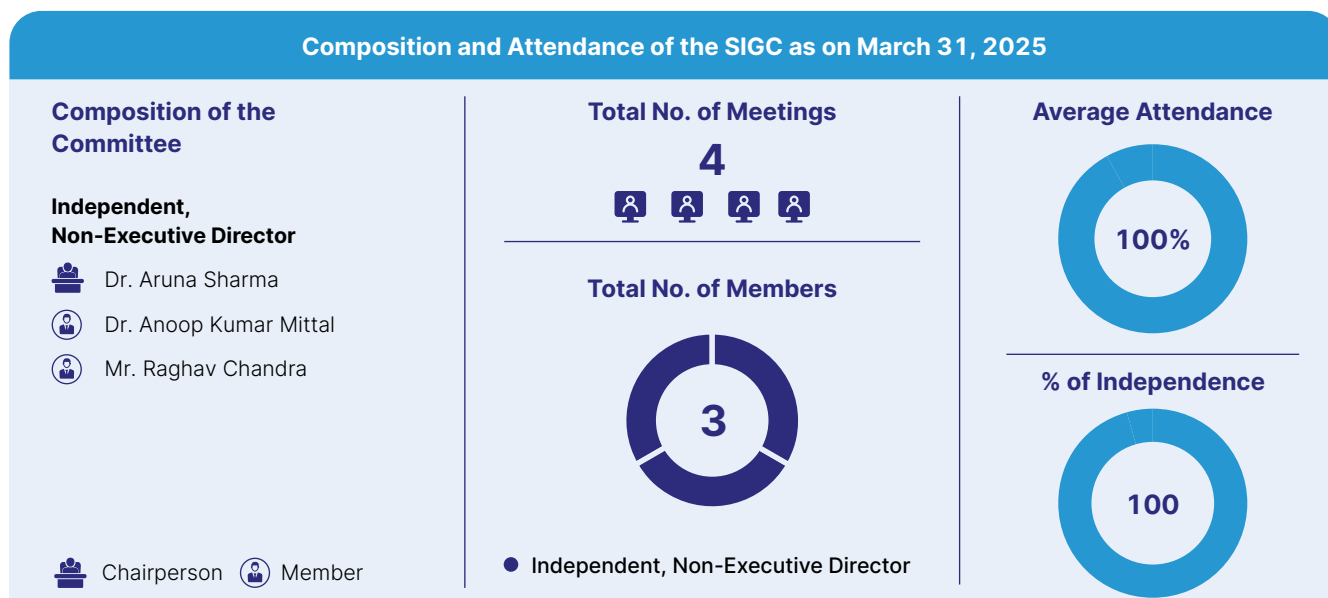 Composition and Attendance of the SIGC as on March 31, 2025
Composition of the
Committee
Independent,
Non-Executive Director
Dr. Aruna Sharma
Dr. Anoop Kumar Mittal
Mr. Raghav Chandra
Chairperson Member
Total No. of Meetings
4
Total No. of Members
3
Independent, Non-Executive Director
Average Attendance
100%
% of Independence
100